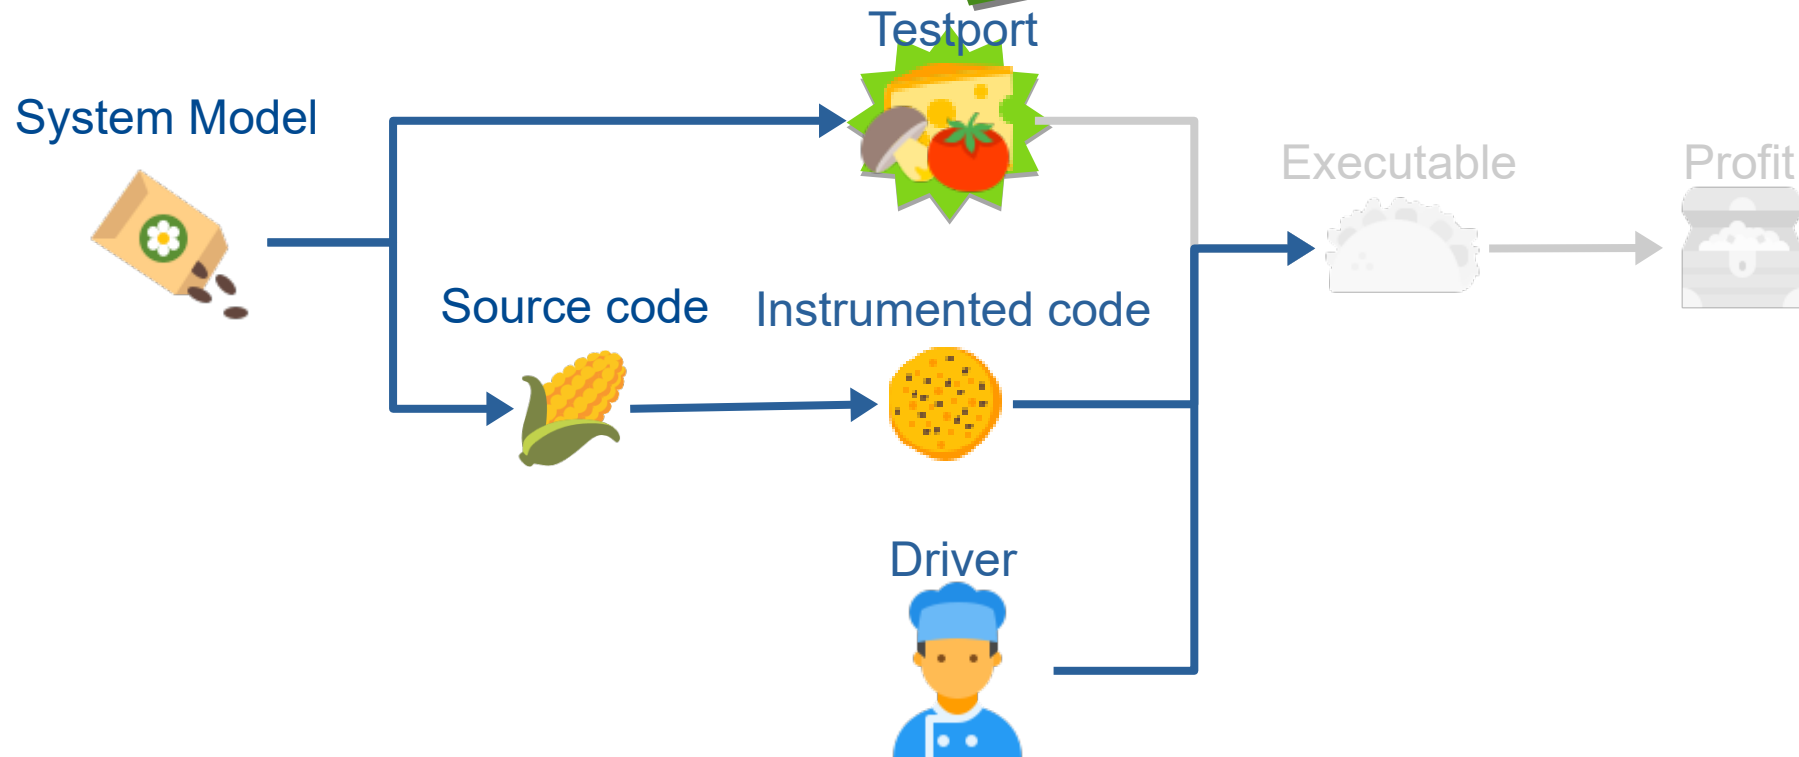 Testport
System Model
Executable
Profit
Source code
Instrumented code
Driver